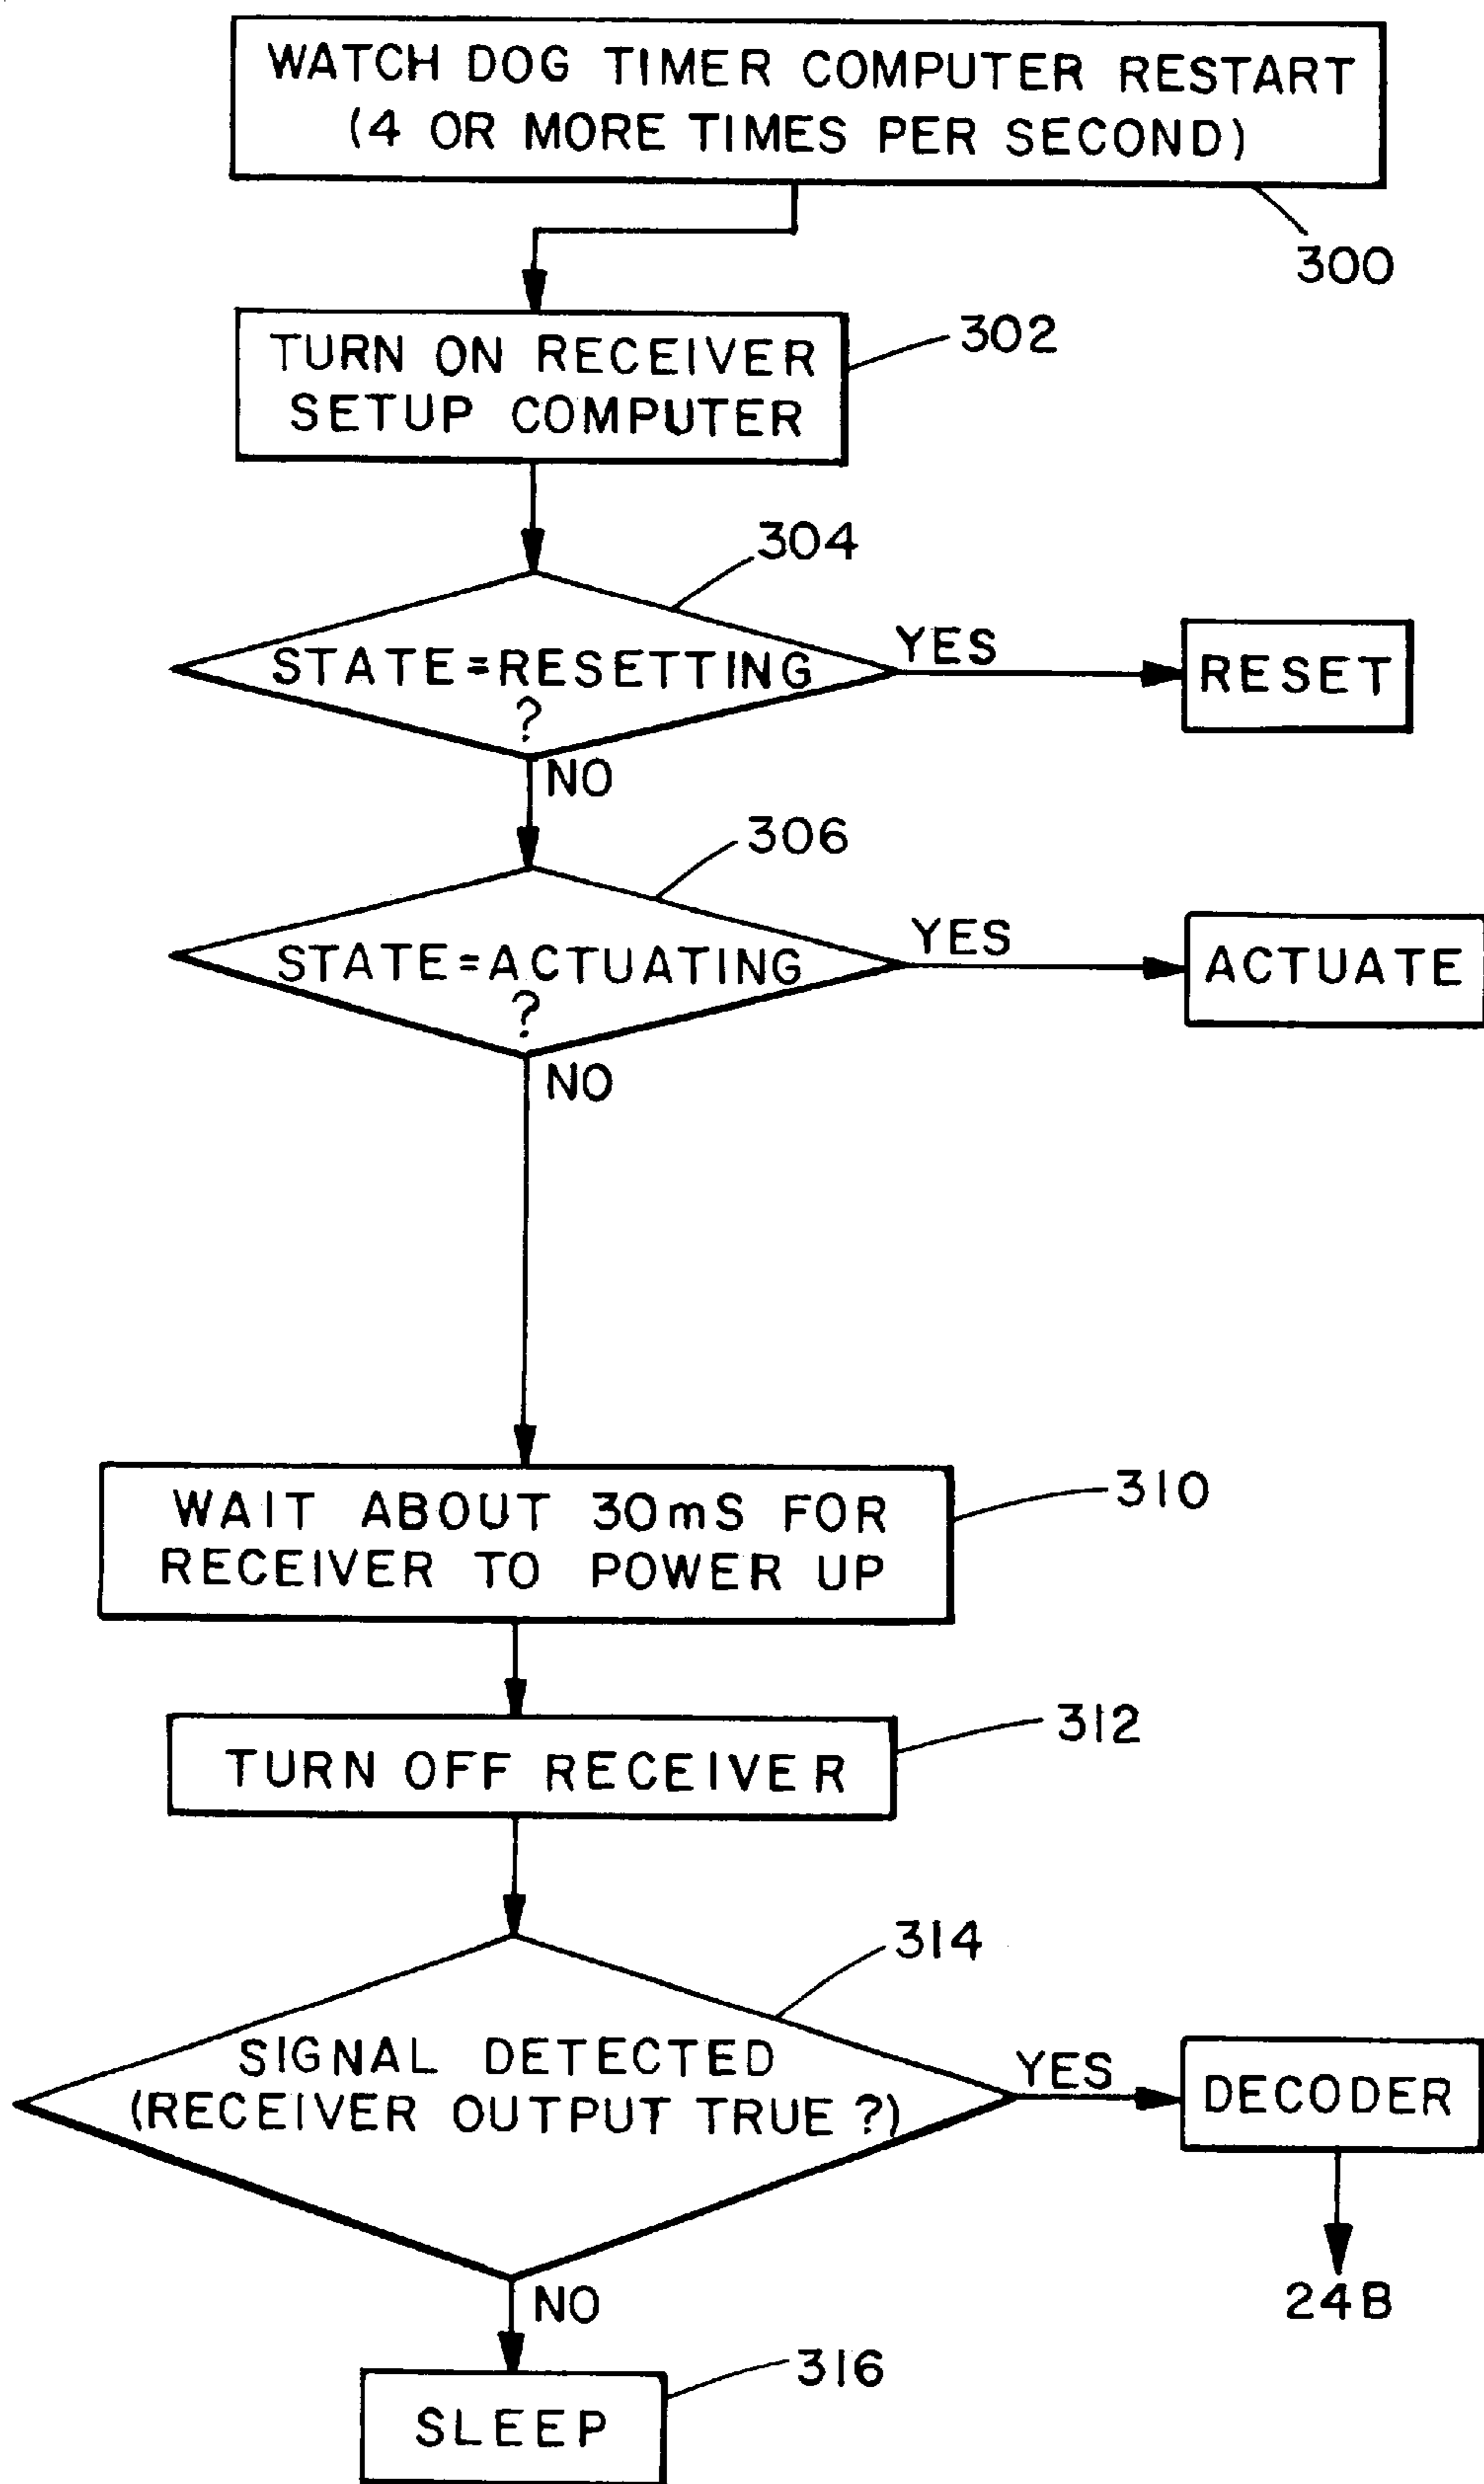 WATCH DOG TIMER COMPUTER RESTART
(4 OR MORE TIMES PER SECOND)
300
TURN ON RECEIVER
SETUP COMPUTER
302
304
STATE=RESETTING
?
YES
RESET
NO
306
STATE=ACTUATING
?
YES
ACTUATE
NO
WAIT ABOUT 30mS FOR
RECEIVER TO POWER UP
310
TURN OFF RECEIVER
312
314
SIGNAL DETECTED
(RECEIVER OUTPUT TRUE ?)
YES
DECODER
24B
NO
316
SLEEP